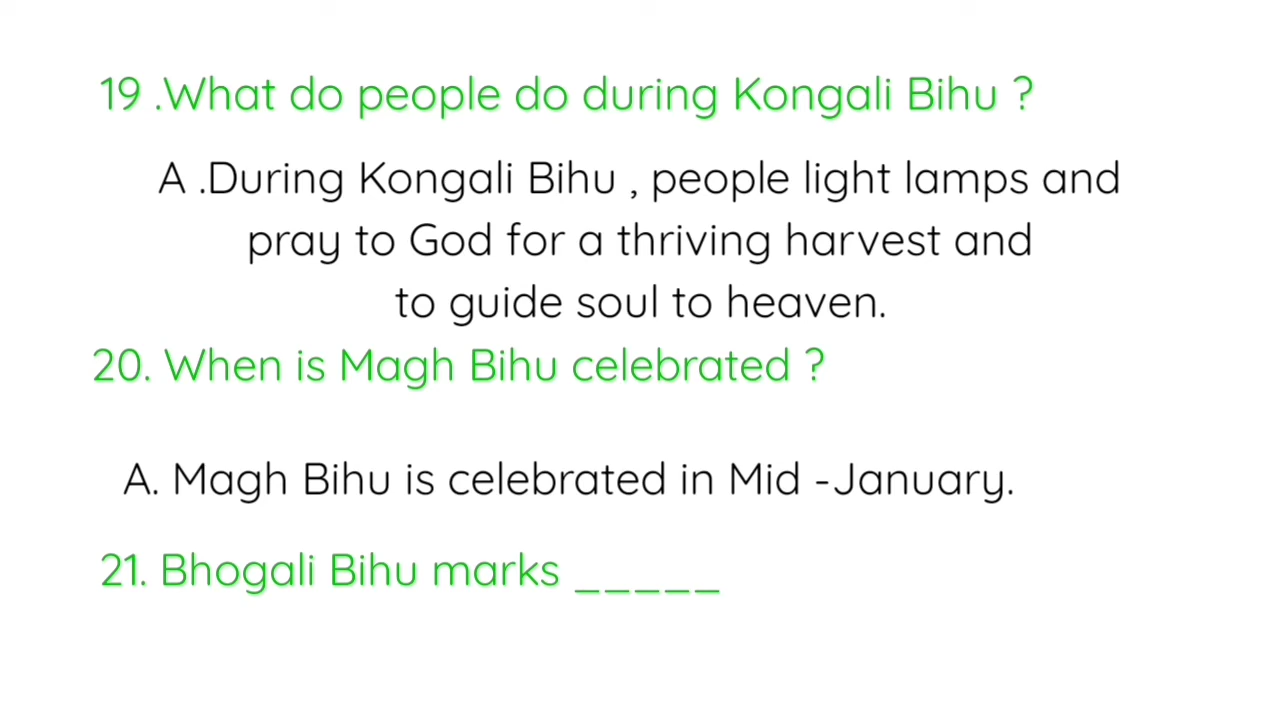 19 .What do people do during Kongali Bihu ?
A .During Kongali Bihu , people light lamps and
pray to God for a thriving harvest and
to guide soul to heaven.
20. When is Magh Bihu celebrated ?
A. Magh Bihu is celebrated in Mid -January.
21. Bhogali Bihu marks _____